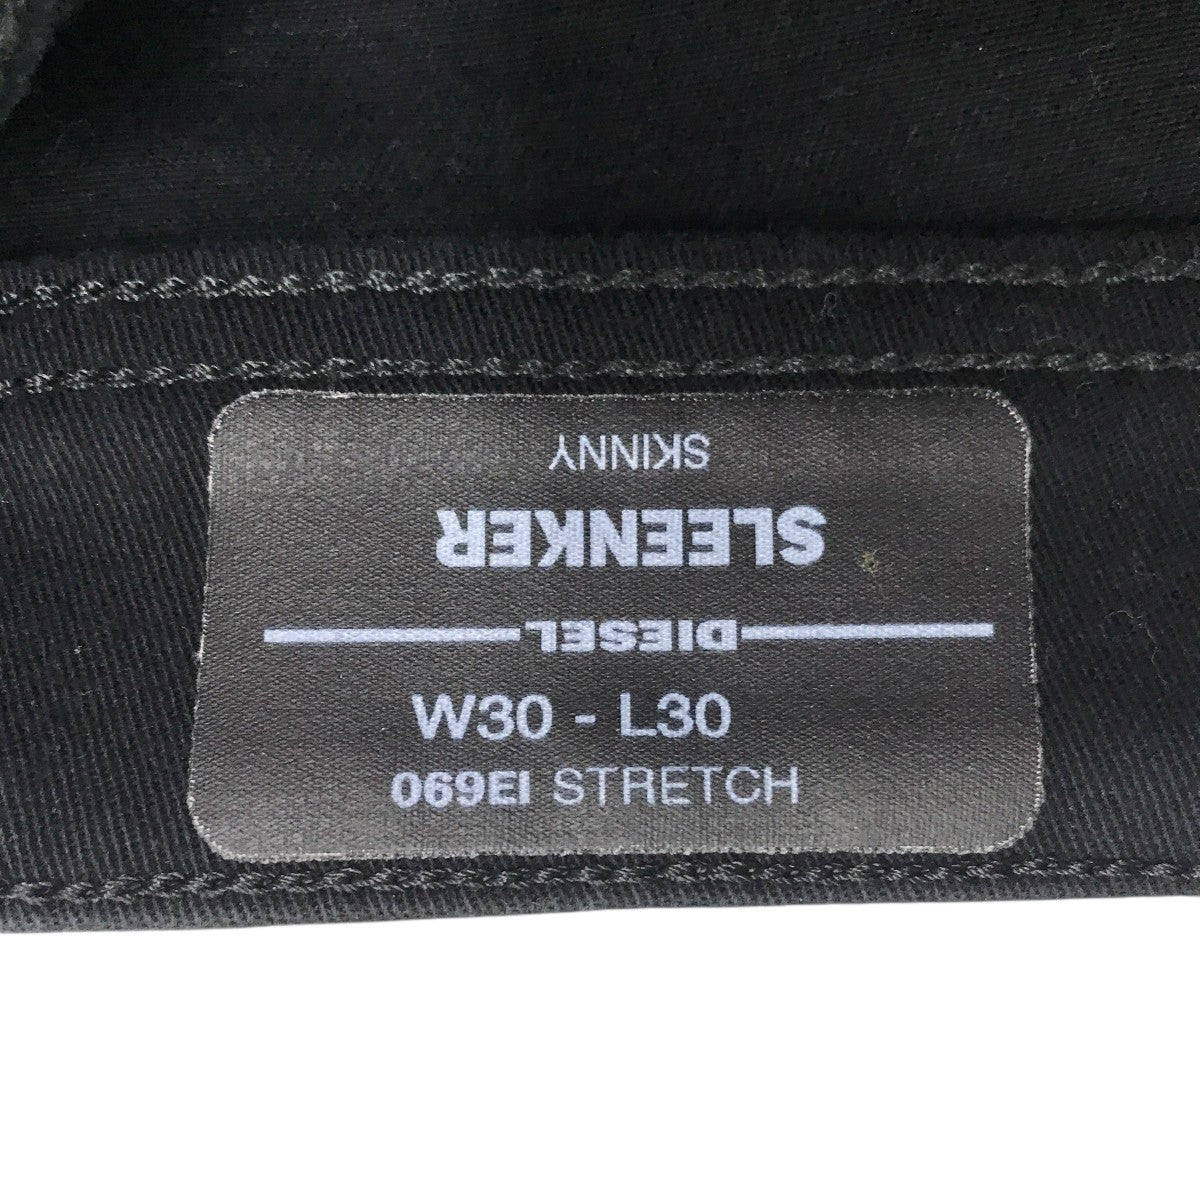 SKINNY
SLEENKER
DIESEL
W30 - L30
069EI STRETCH